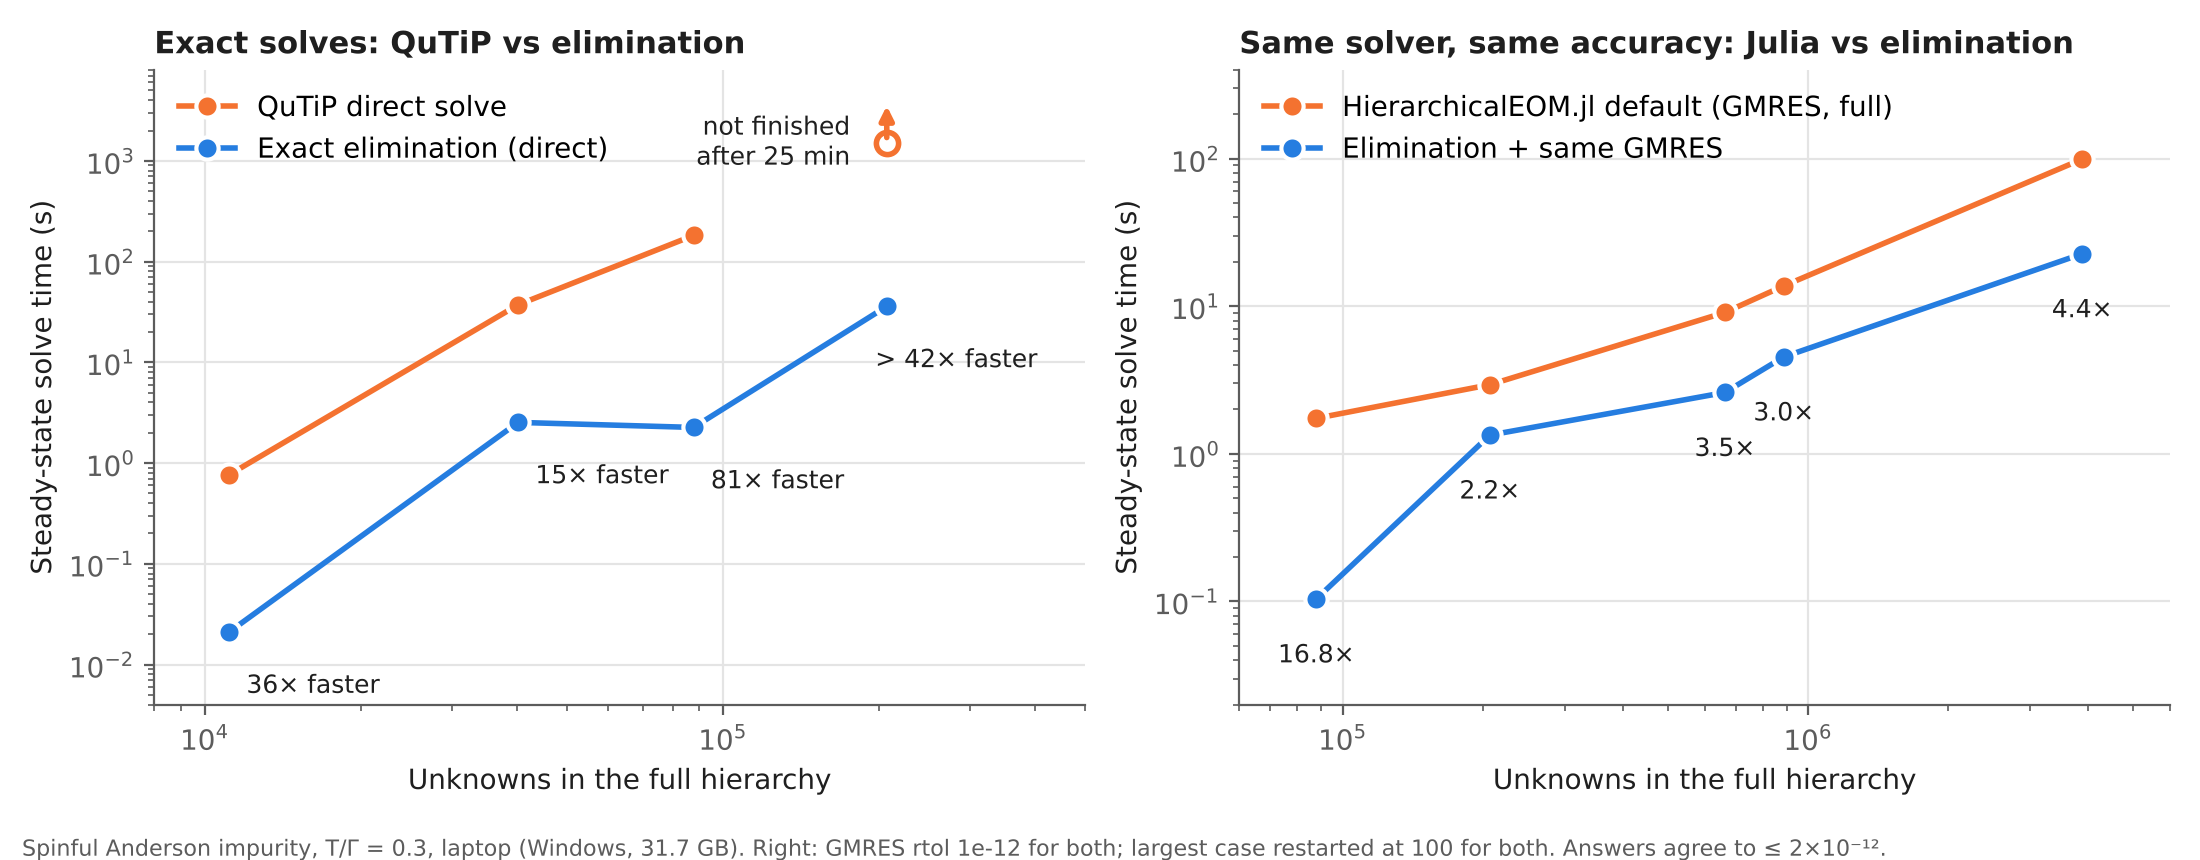 Exact solves: QuTiP vs elimination
QuTiP direct solve
Exact elimination (direct)
not finished
after 25 min
36× faster
15× faster
81× faster
> 42× faster
Steady-state solve time (s)
10³
10²
10¹
10⁰
10⁻¹
10⁻²
10⁴
10⁵
Unknowns in the full hierarchy
Same solver, same accuracy: Julia vs elimination
HierarchicalEOM.jl default (GMRES, full)
Elimination + same GMRES
16.8×
2.2×
3.5×
3.0×
4.4×
Steady-state solve time (s)
10²
10¹
10⁰
10⁻¹
10⁵
10⁶
Unknowns in the full hierarchy
Spinful Anderson impurity, T/Γ = 0.3, laptop (Windows, 31.7 GB). Right: GMRES rtol 1e-12 for both; largest case restarted at 100 for both. Answers agree to ≤ 2×10⁻¹².